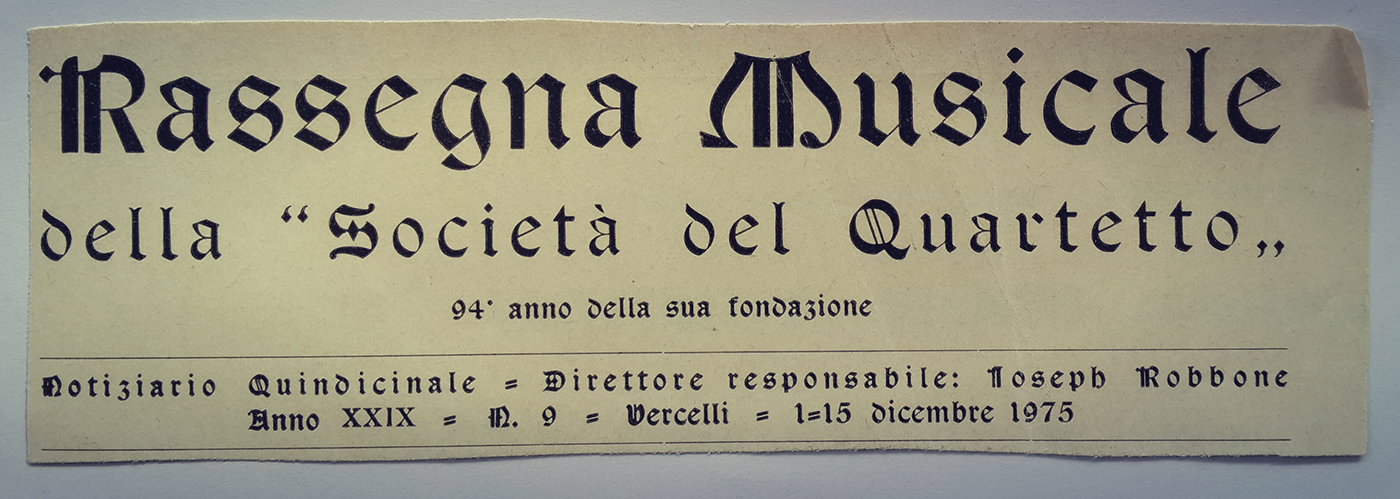 Rassegna Musicale
della “Società del Quartetto„
94° anno della sua fondazione
Notiziario Quindicinale = Direttore responsabile: Joseph Robbone
Anno XXIX = N. 9 = Vercelli = 1=15 dicembre 1975